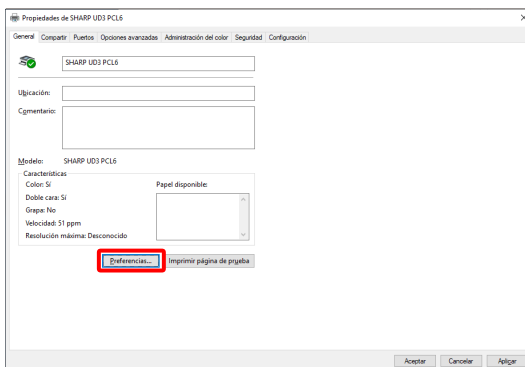 Propiedades de SHARP UD3 PCL6
General Compartir Puertos Opciones avanzadas Administración del color Seguridad Configuración
SHARP UD3 PCL6
Ubicación:
Comentario:
Modelo: SHARP UD3 PCL6
Características
Color: Sí Papel disponible:
Doble cara: Sí
Grapa: No
Velocidad: 51 ppm
Resolución máxima: Desconocido
Preferencias... Imprimir página de prueba
Aceptar Cancelar Aplicar